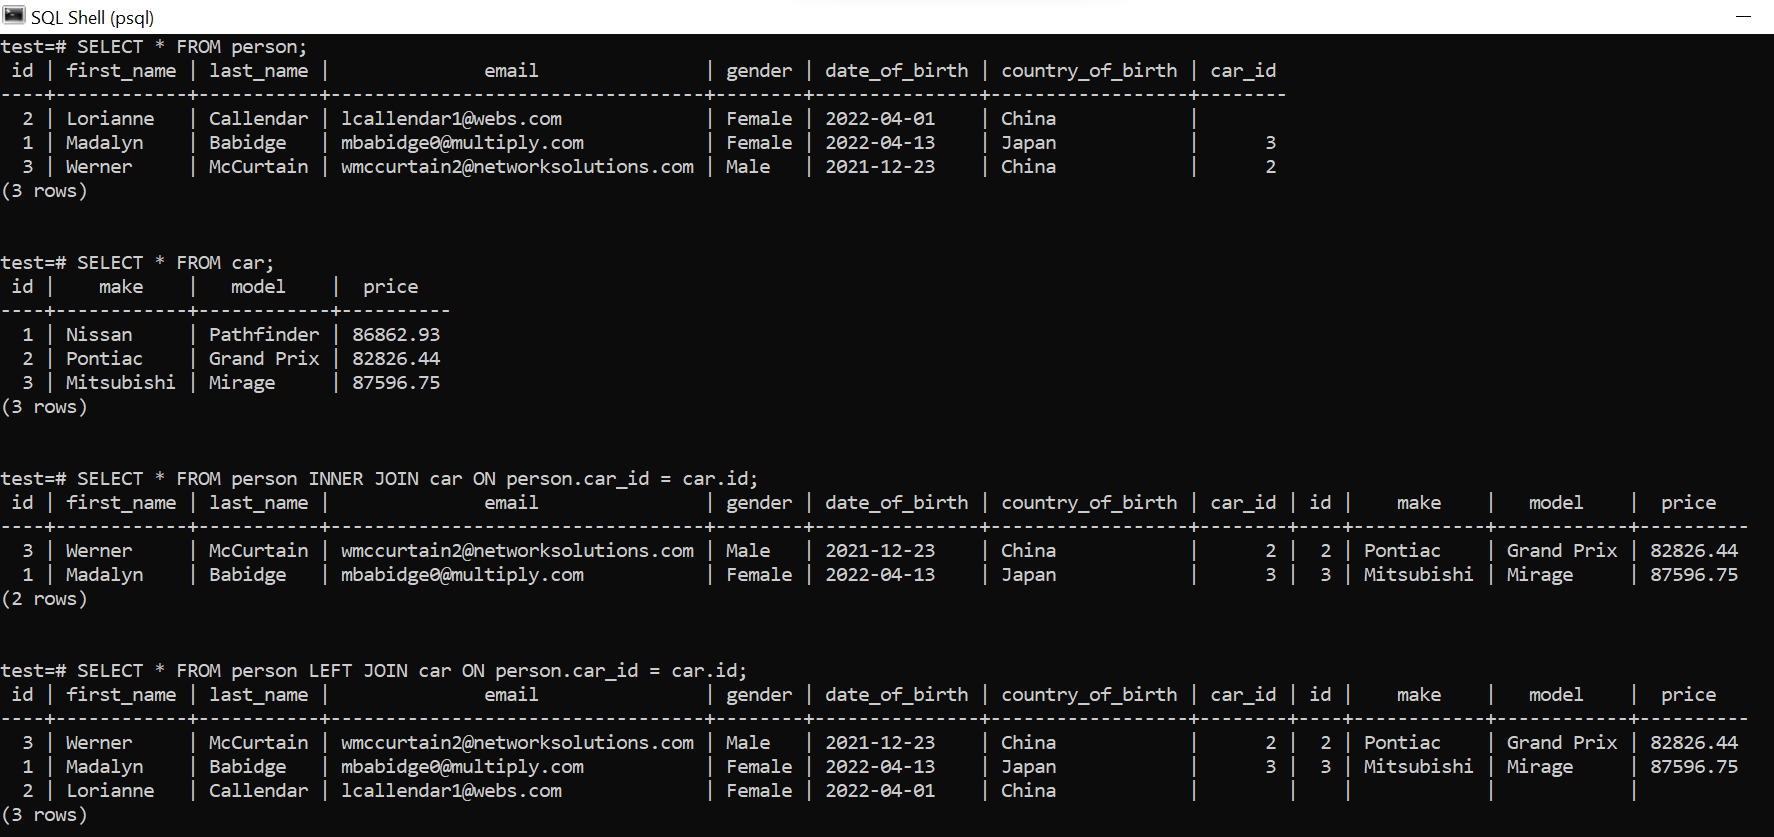 SQL Shell (psql)
test=# SELECT * FROM person;
 id | first_name | last_name |              email               | gender | date_of_birth | country_of_birth | car_id
----+------------+-----------+----------------------------------+--------+---------------+------------------+--------
  2 | Lorianne   | Callendar | lcallendar1@webs.com             | Female | 2022-04-01    | China            |
  1 | Madalyn    | Babidge   | mbabidge0@multiply.com           | Female | 2022-04-13    | Japan            |      3
  3 | Werner     | McCurtain | wmccurtain2@networksolutions.com | Male   | 2021-12-23    | China            |      2
(3 rows)
test=# SELECT * FROM car;
 id |    make    |   model    |  price
----+------------+------------+----------
  1 | Nissan     | Pathfinder | 86862.93
  2 | Pontiac    | Grand Prix | 82826.44
  3 | Mitsubishi | Mirage     | 87596.75
(3 rows)
test=# SELECT * FROM person INNER JOIN car ON person.car_id = car.id;
 id | first_name | last_name |              email               | gender | date_of_birth | country_of_birth | car_id | id |    make    |   model    |  price
----+------------+-----------+----------------------------------+--------+---------------+------------------+--------+----+------------+------------+----------
  3 | Werner     | McCurtain | wmccurtain2@networksolutions.com | Male   | 2021-12-23    | China            |      2 |  2 | Pontiac    | Grand Prix | 82826.44
  1 | Madalyn    | Babidge   | mbabidge0@multiply.com           | Female | 2022-04-13    | Japan            |      3 |  3 | Mitsubishi | Mirage     | 87596.75
(2 rows)
test=# SELECT * FROM person LEFT JOIN car ON person.car_id = car.id;
 id | first_name | last_name |              email               | gender | date_of_birth | country_of_birth | car_id | id |    make    |   model    |  price
----+------------+-----------+----------------------------------+--------+---------------+------------------+--------+----+------------+------------+----------
  3 | Werner     | McCurtain | wmccurtain2@networksolutions.com | Male   | 2021-12-23    | China            |      2 |  2 | Pontiac    | Grand Prix | 82826.44
  1 | Madalyn    | Babidge   | mbabidge0@multiply.com           | Female | 2022-04-13    | Japan            |      3 |  3 | Mitsubishi | Mirage     | 87596.75
  2 | Lorianne   | Callendar | lcallendar1@webs.com             | Female | 2022-04-01    | China            |        |    |            |            |
(3 rows)